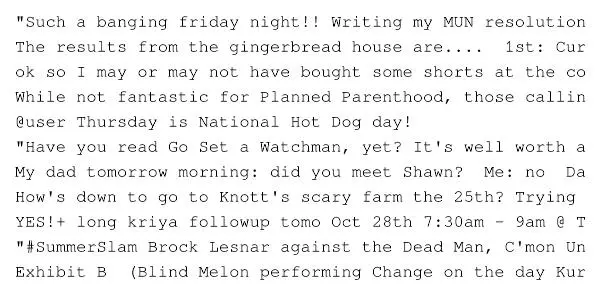 "Such a banging friday night!! Writing my MUN resolution
The results from the gingerbread house are....  1st: Cur
ok so I may or may not have bought some shorts at the co
While not fantastic for Planned Parenthood, those callin
@user Thursday is National Hot Dog day!
"Have you read Go Set a Watchman, yet? It's well worth a
My dad tomorrow morning: did you meet Shawn?  Me: no  Da
How's down to go to Knott's scary farm the 25th? Trying
YES!+ long kriya followup tomo Oct 28th 7:30am - 9am @ T
"#SummerSlam Brock Lesnar against the Dead Man, C'mon Un
Exhibit B  (Blind Melon performing Change on the day Kur